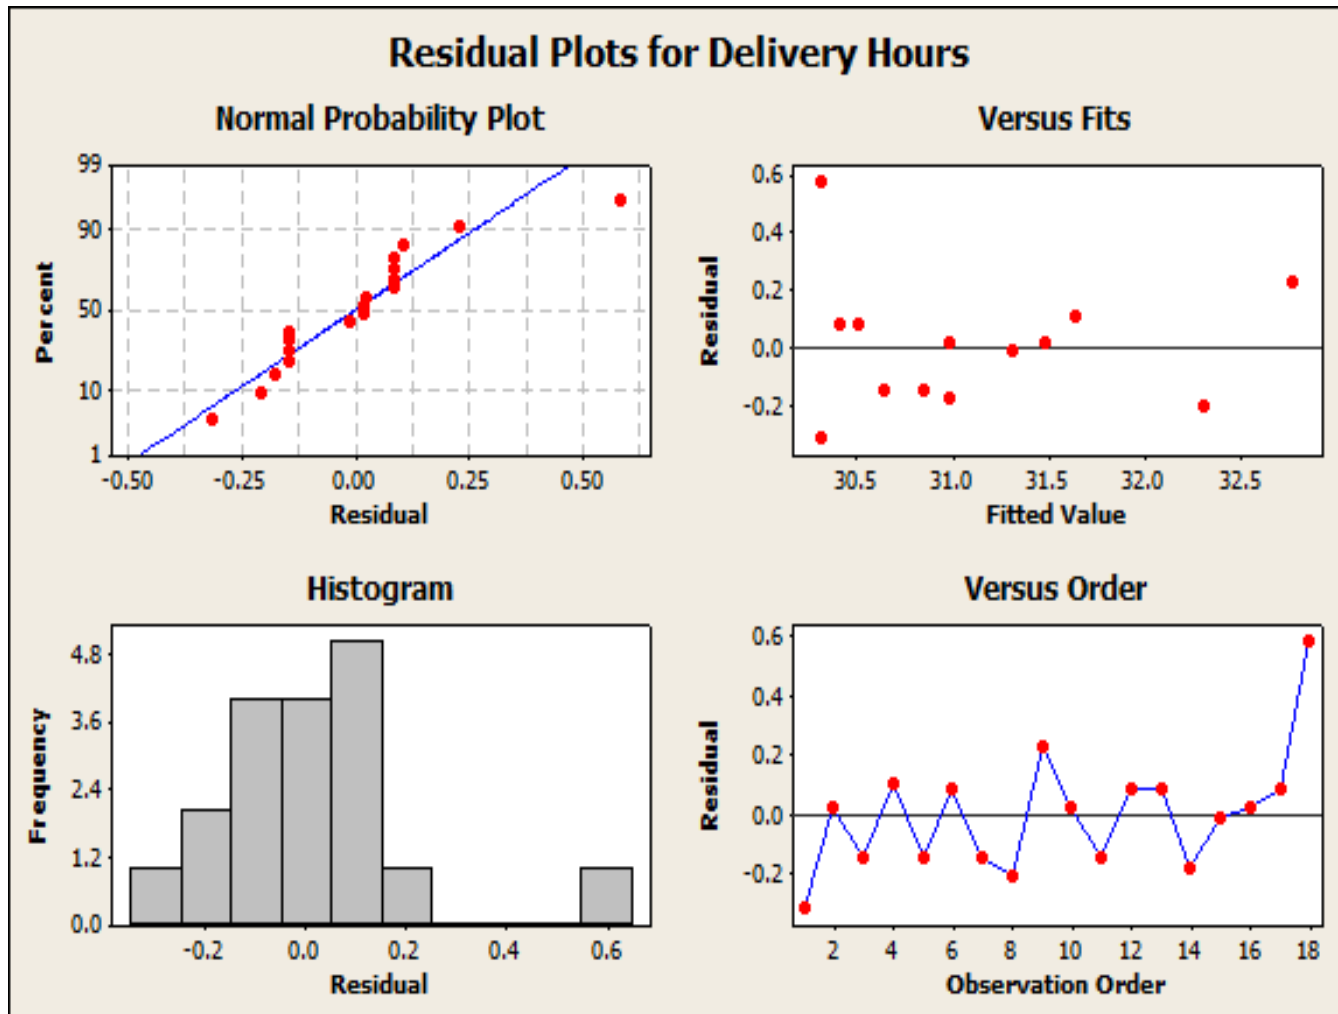 Residual Plots for Delivery Hours
Normal Probability Plot
99
90
50
10
1
Percent
-0.50 -0.25 0.00 0.25 0.50
Residual
Versus Fits
0.6
0.4
0.2
0.0
-0.2
Residual
30.5 31.0 31.5 32.0 32.5
Fitted Value
Histogram
4.8
3.6
2.4
1.2
0.0
Frequency
-0.2 0.0 0.2 0.4 0.6
Residual
Versus Order
0.6
0.4
0.2
0.0
-0.2
Residual
2 4 6 8 10 12 14 16 18
Observation Order